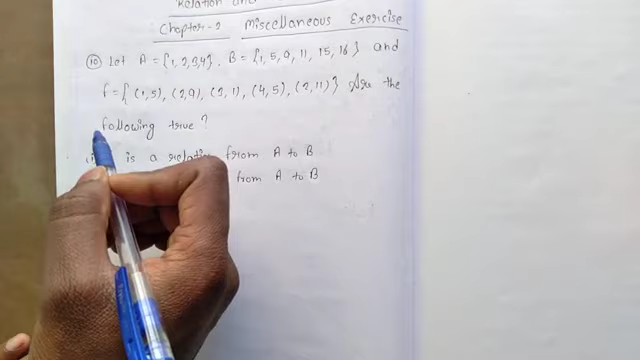 Relation and
Chapter-2 Miscellaneous Exercise
(10) Let A = {1,2,3,4}, B = {1, 5, 9, 11, 15, 16} and
f = { (1,5), (2,9), (3,1), (4,5), (2,11)} Are the
following true?
is a relation from A to B
from A to B